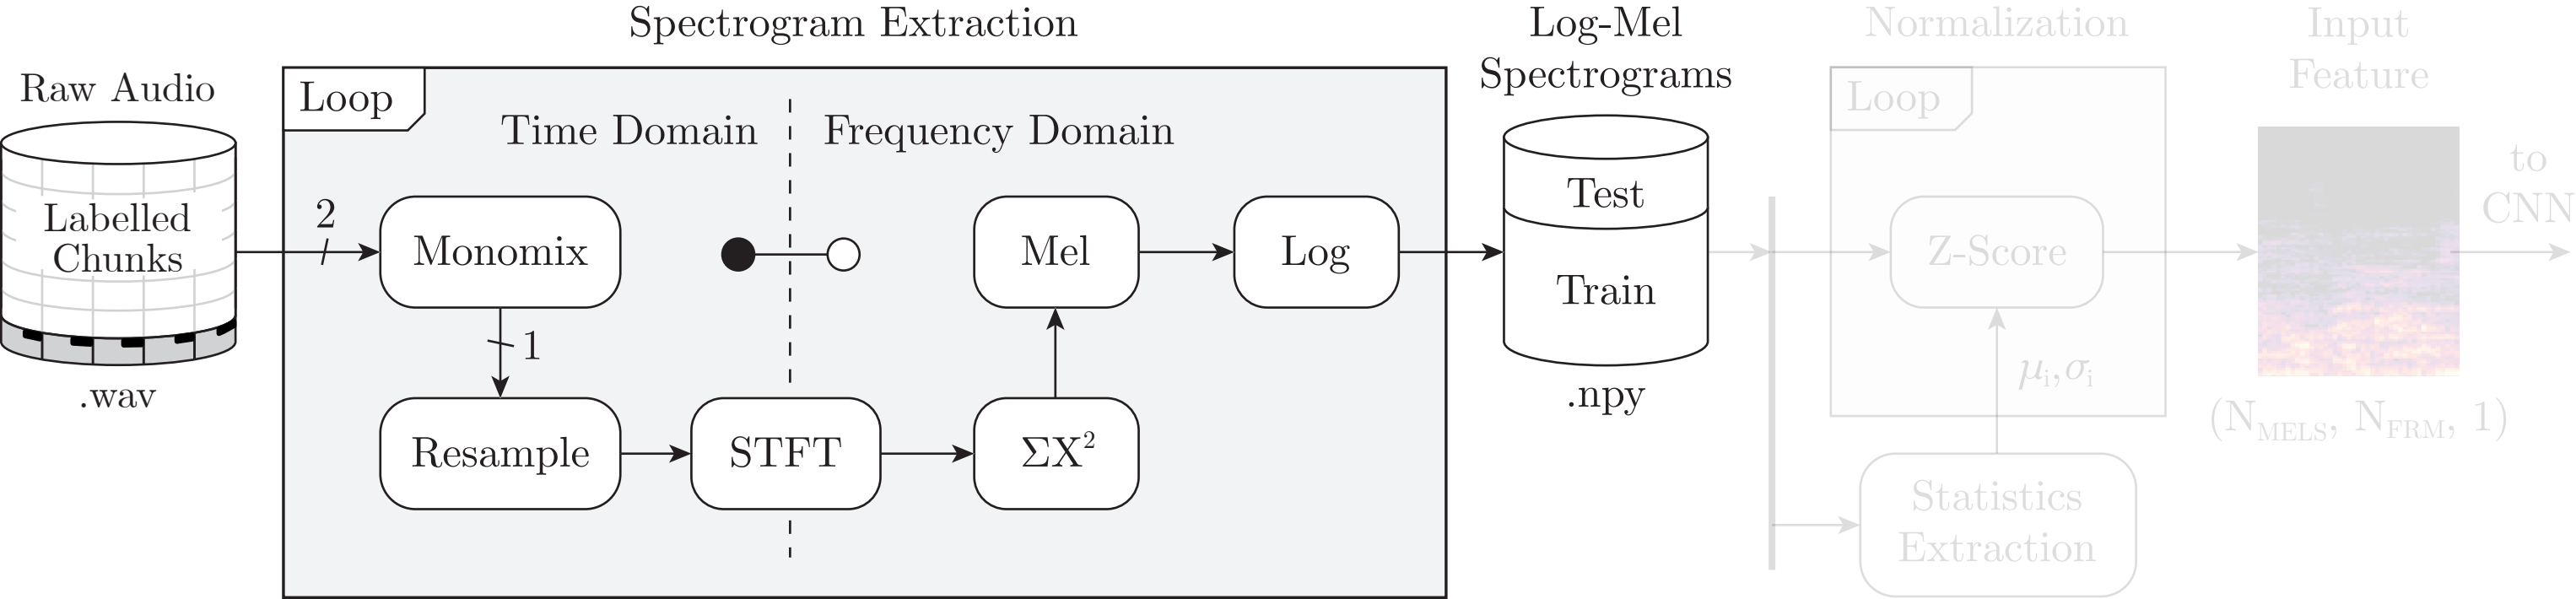 Spectrogram Extraction
Log-Mel
Spectrograms
Normalization
Input
Feature
Raw Audio
Labelled
Chunks
.wav
Loop
Time Domain
Frequency Domain
2
Monomix
1
Resample
STFT
ΣX²
Mel
Log
Test
Train
.npy
Loop
Z-Score
μᵢ,σᵢ
Statistics
Extraction
(N_MELS, N_FRM, 1)
to
CNN